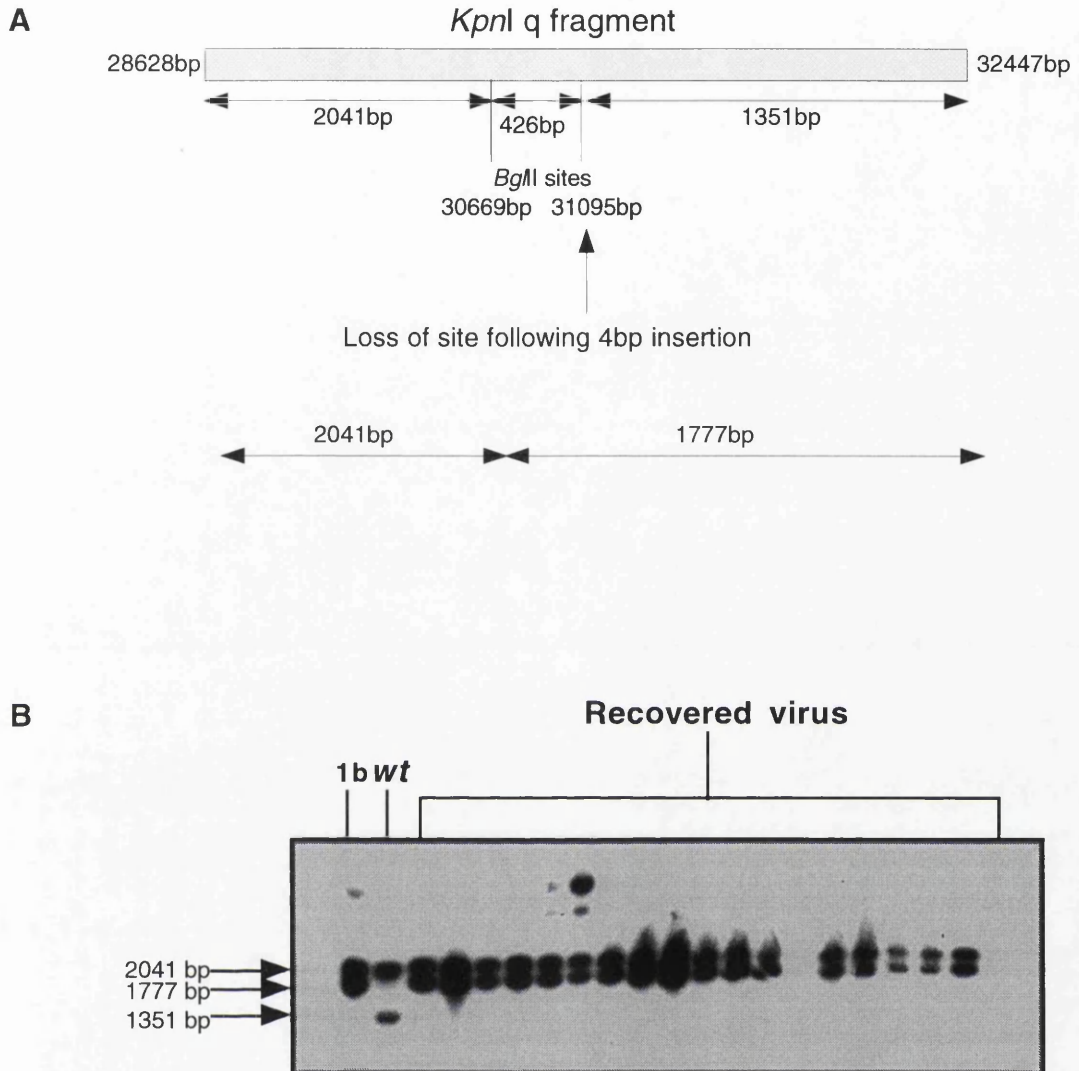 A
KpnI q fragment
28628bp
32447bp
2041bp
426bp
1351bp
BglII sites
30669bp 31095bp
Loss of site following 4bp insertion
2041bp
1777bp
B
Recovered virus
1b wt
2041 bp
1777 bp
1351 bp